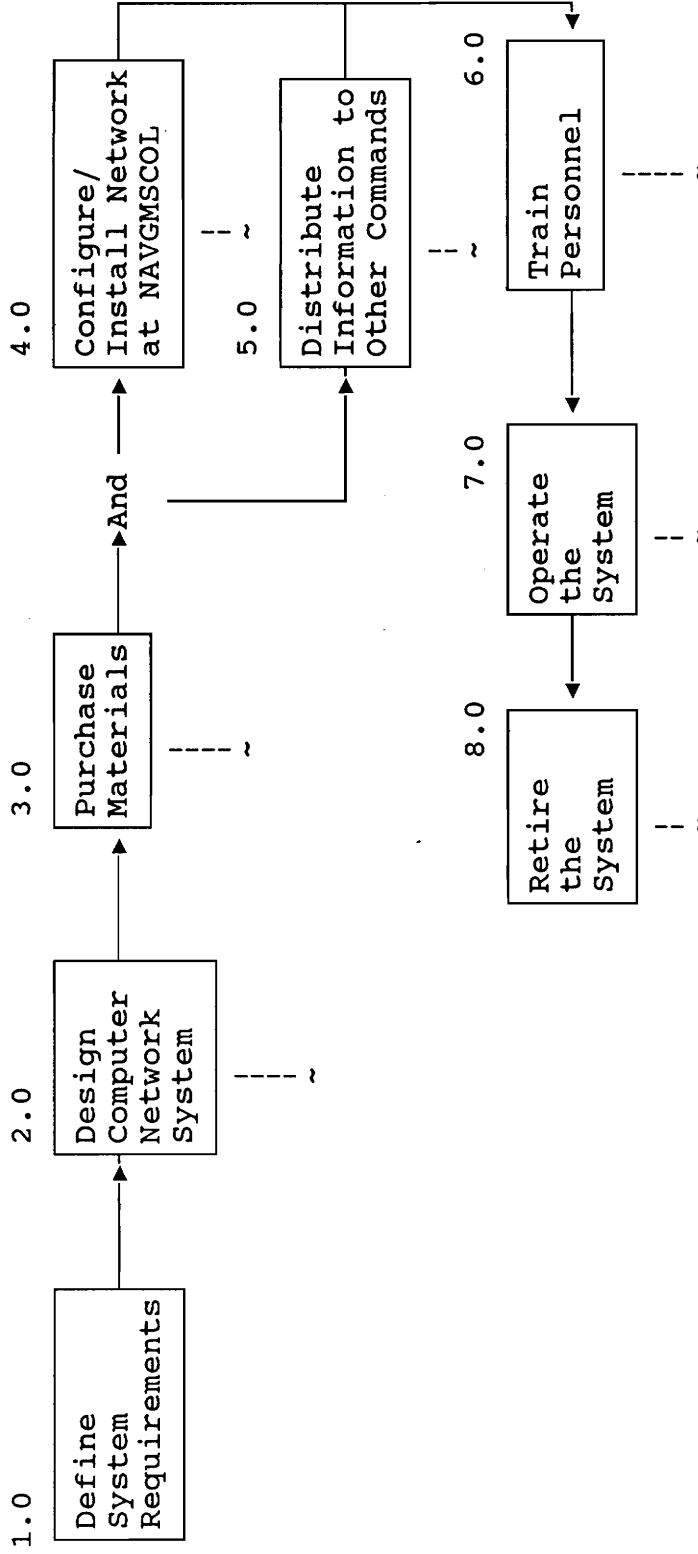 1.0
Define
System
Requirements
2.0
Design
Computer
Network
System
3.0
Purchase
Materials
And
4.0
Configure/
Install Network
at NAVGMSCOL
5.0
Distribute
Information to
Other Commands
6.0
Train
Personnel
7.0
Operate
the
System
8.0
Retire
the
System